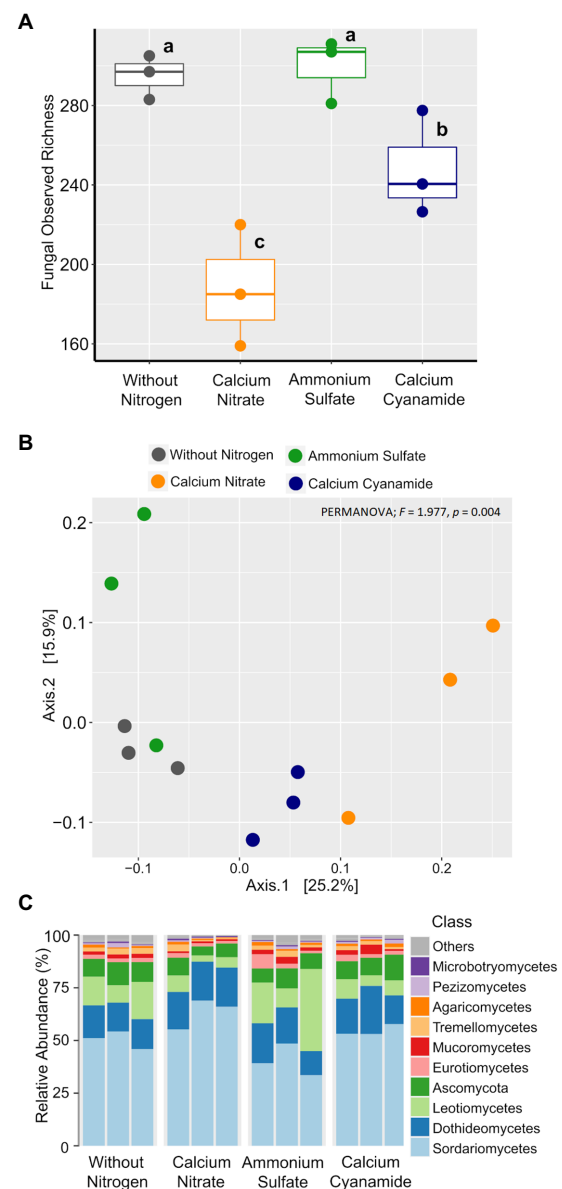 A
a
a
b
c
Fungal Observed Richness
280
240
200
160
Without
Nitrogen
Calcium
Nitrate
Ammonium
Sulfate
Calcium
Cyanamide
B
Without Nitrogen
Ammonium Sulfate
Calcium Nitrate
Calcium Cyanamide
PERMANOVA; F = 1.977, p = 0.004
Axis.2 [15.9%]
0.2
0.1
0.0
−0.1
−0.1
0.0
0.1
0.2
Axis.1 [25.2%]
C
Relative Abundance (%)
100
75
50
25
0
Without
Nitrogen
Calcium
Nitrate
Ammonium
Sulfate
Calcium
Cyanamide
Class
Others
Microbotryomycetes
Pezizomycetes
Agaricomycetes
Tremellomycetes
Mucoromycetes
Eurotiomycetes
Ascomycota
Leotiomycetes
Dothideomycetes
Sordariomycetes